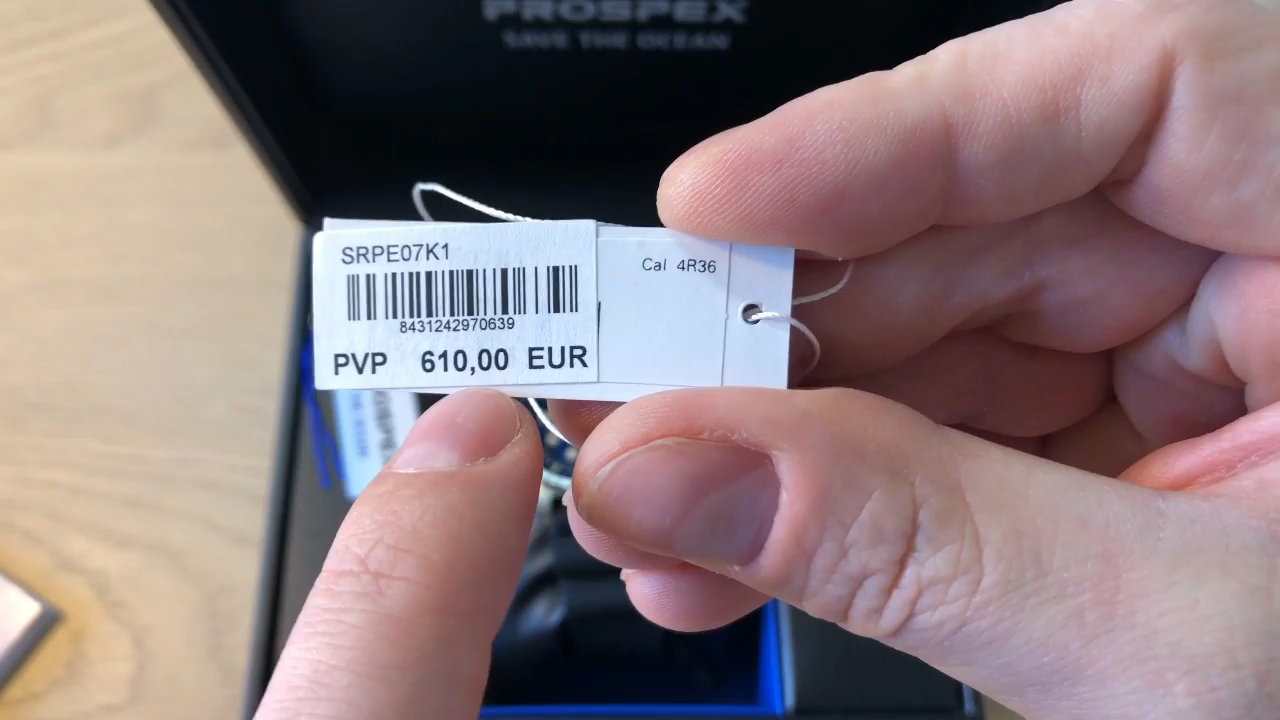 PROSPEX
SAVE THE OCEAN
SRPE07K1
Cal 4R36
8431242970639
PVP 610,00 EUR